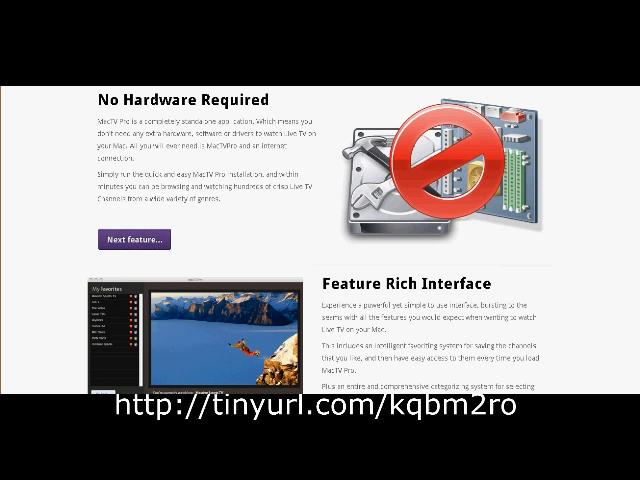 No Hardware Required
MacTV Pro is a completely standalone application. Which means you
don't need any extra hardware, software or drivers to watch Live TV on
your Mac. All you will ever need is MacTVPro and an internet
connection.
Simply run the quick and easy MacTV Pro installation, and within
minutes you can be browsing and watching hundreds of crisp Live TV
Channels from a wide variety of genres.
Next feature...
Feature Rich Interface
Experience a powerful yet simple to use interface, bursting to the
seams with all the features you would expect when wanting to watch
Live TV on your Mac.
This includes an intelligent favoriting system for saving the channels
that you like, and then have easy access to them every time you load
MacTV Pro.
Plus an entire and comprehensive categorizing system for selecting
My favorites
http://tinyurl.com/kqbm2ro